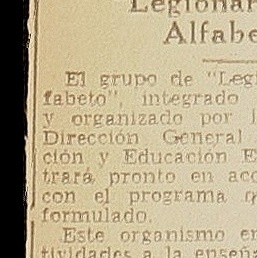 Legionar
Alfabe
El grupo de "Legi
fabeto", integrado
y organizado por
Dirección General
ción y Educación E
trará pronto en acc
con el programa q
formulado.
Este organismo en
tividades a la enseña